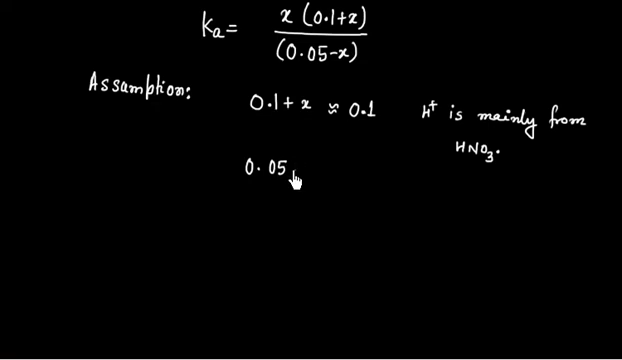 Ka = x (0.1+x) / (0.05-x)
Assumption:
0.1 + x ≈ 0.1 H⁺ is mainly from
HNO₃.
0.05